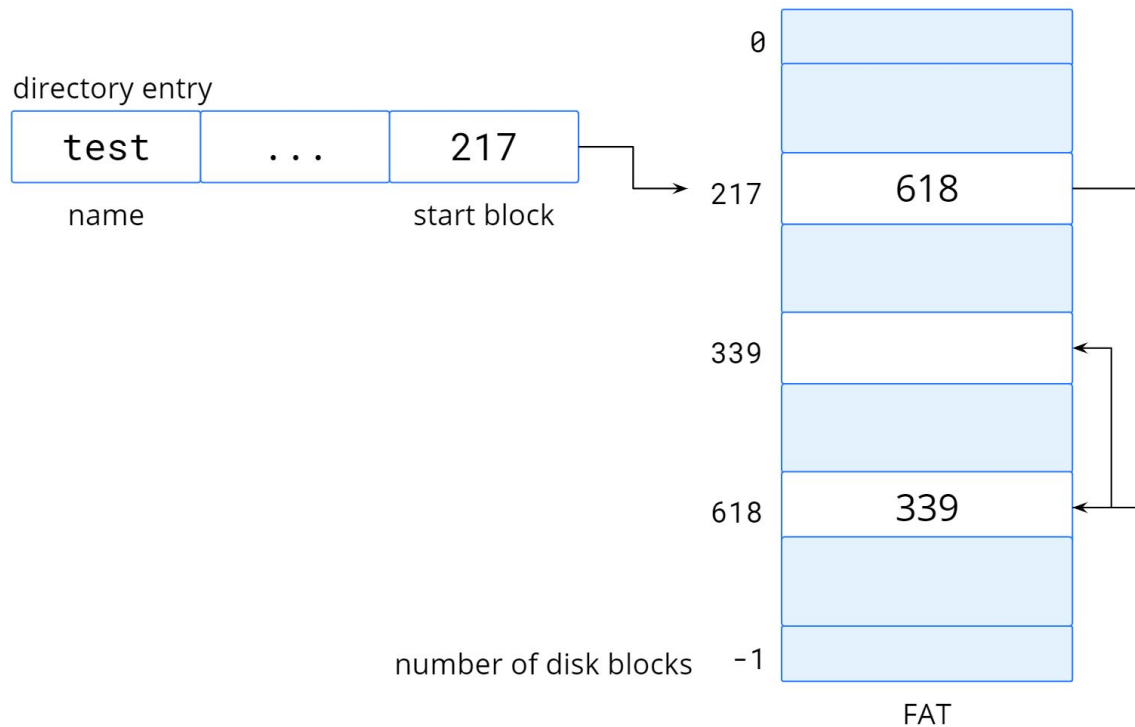 directory entry
test ... 217
name start block
0
217 618
339
618 339
number of disk blocks -1
FAT